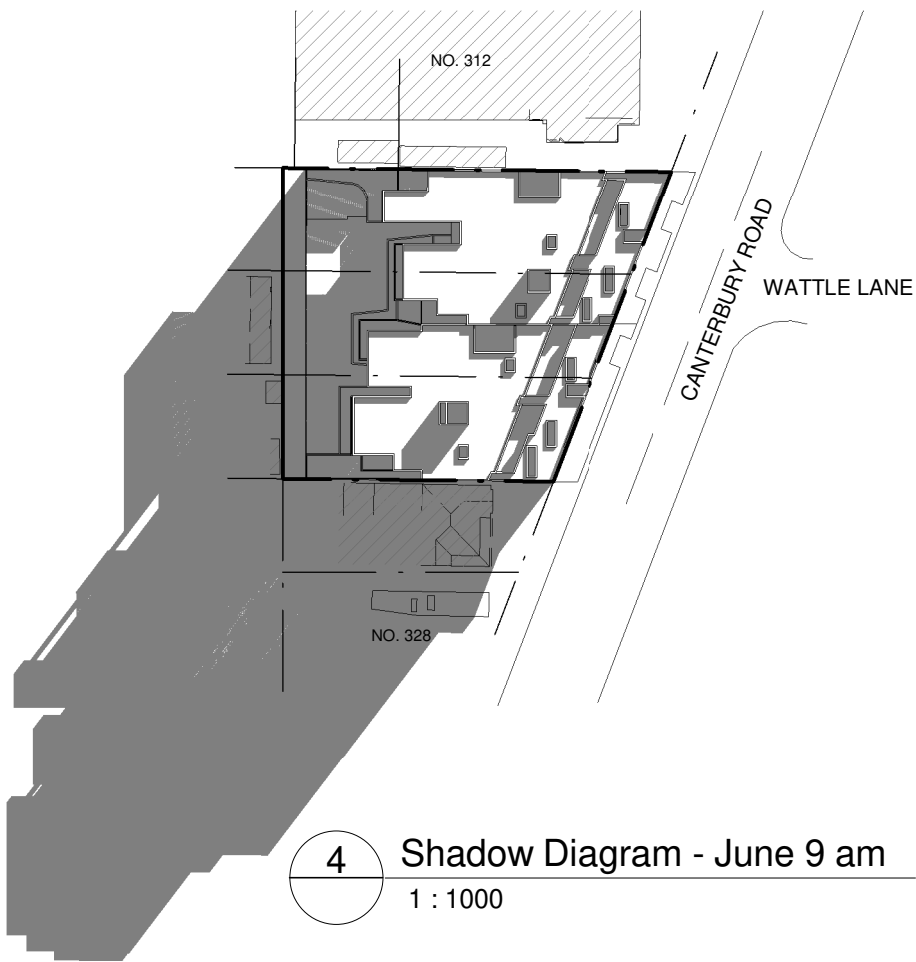 NO. 312
CANTERBURY ROAD
WATTLE LANE
NO. 328
4
Shadow Diagram - June 9 am
1 : 1000